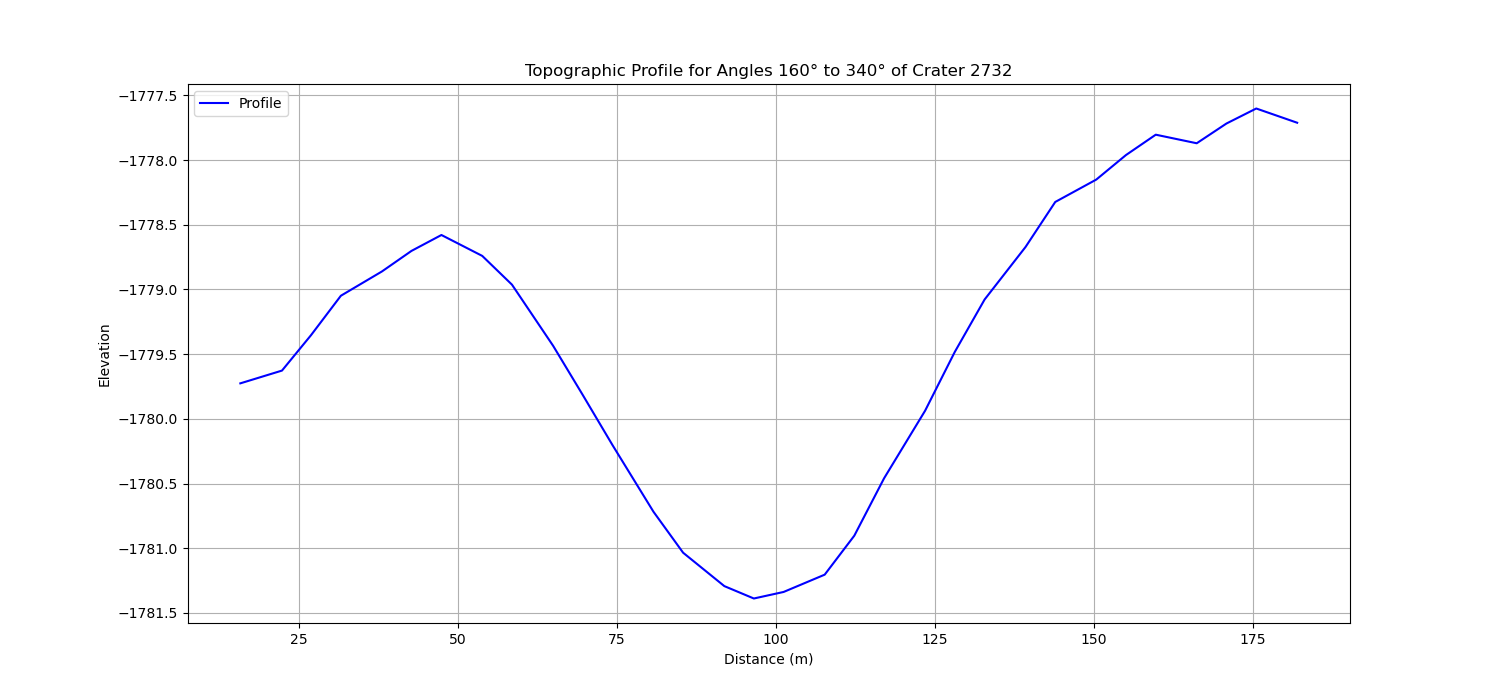 Topographic Profile for Angles 160° to 340° of Crater 2732
Profile
−1777.5
−1778.0
−1778.5
−1779.0
−1779.5
−1780.0
−1780.5
−1781.0
−1781.5
Elevation
25 50 75 100 125 150 175
Distance (m)